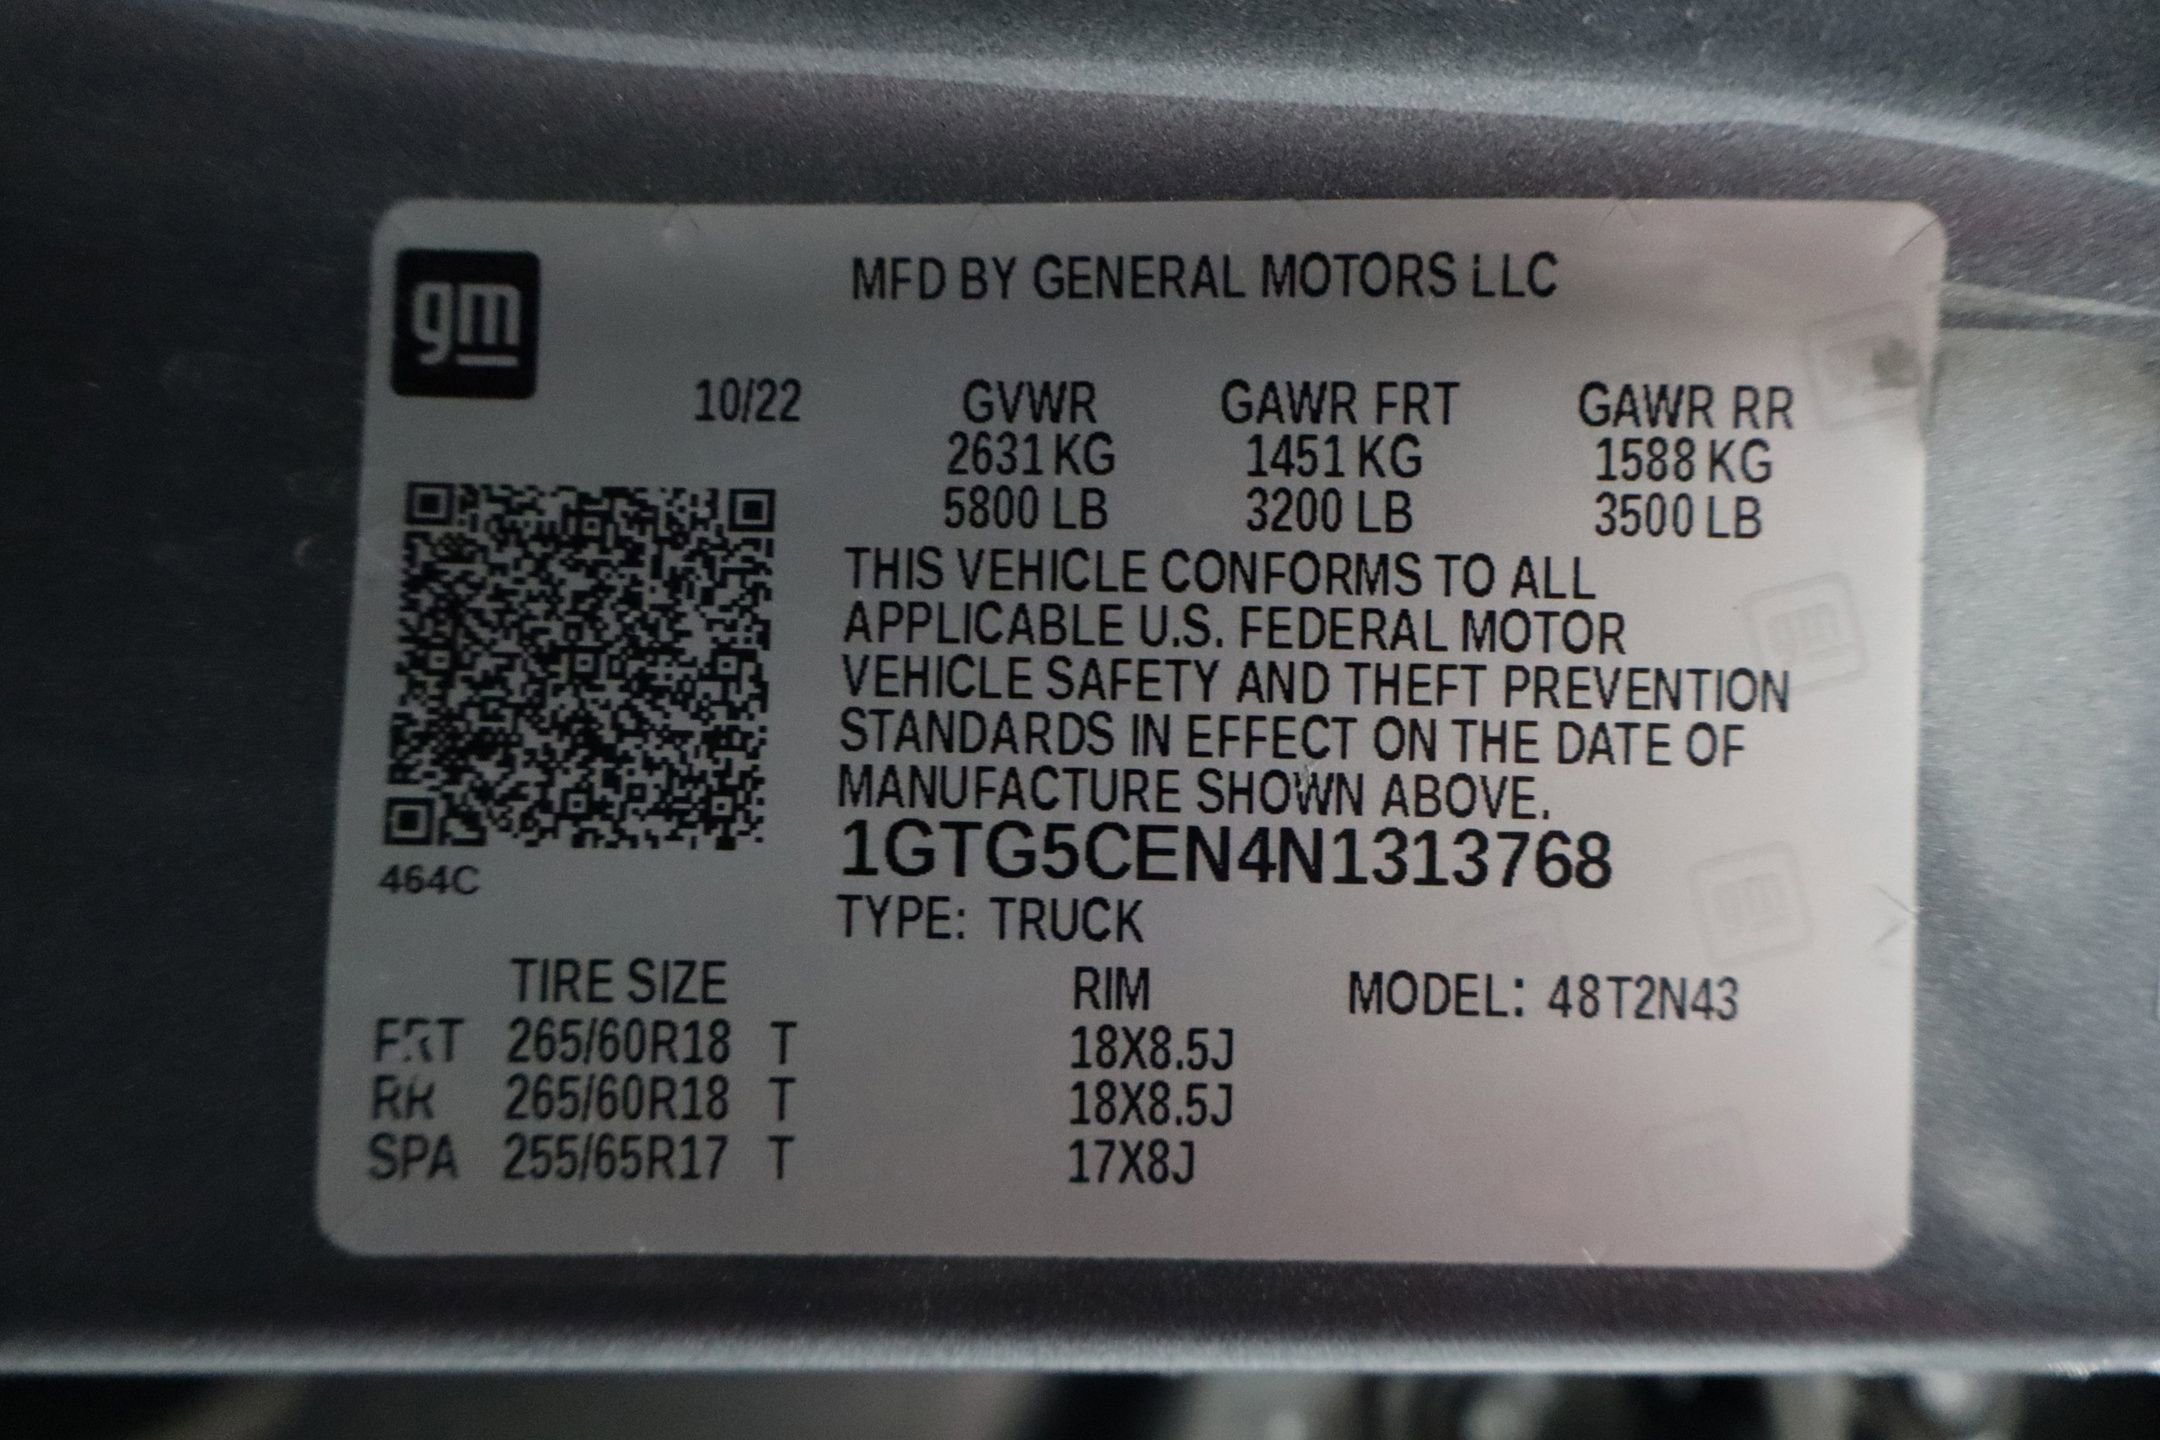 gm
MFD BY GENERAL MOTORS LLC
10/22 GVWR GAWR FRT GAWR RR
2631 KG 1451 KG 1588 KG
5800 LB 3200 LB 3500 LB
THIS VEHICLE CONFORMS TO ALL
APPLICABLE U.S. FEDERAL MOTOR
VEHICLE SAFETY AND THEFT PREVENTION
STANDARDS IN EFFECT ON THE DATE OF
MANUFACTURE SHOWN ABOVE.
1GTG5CEN4N1313768
464C
TYPE: TRUCK
TIRE SIZE RIM MODEL: 48T2N43
FRT 265/60R18 T 18X8.5J
RR 265/60R18 T 18X8.5J
SPA 255/65R17 T 17X8J